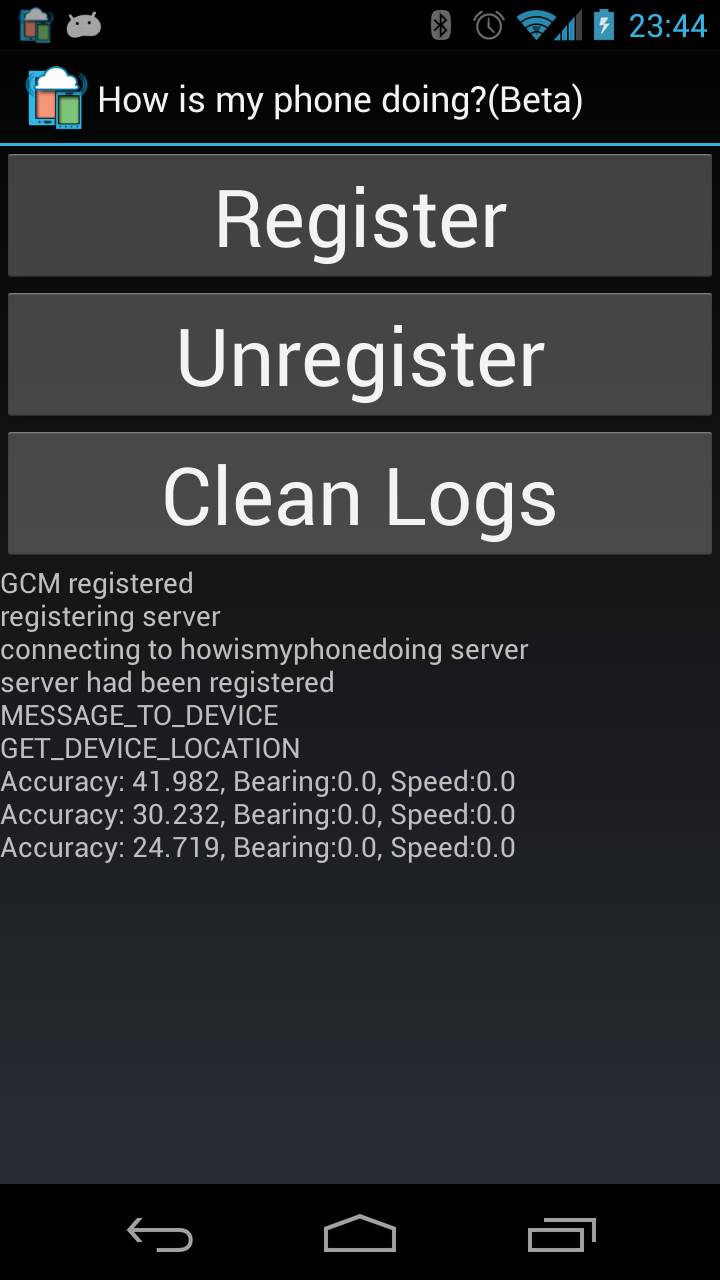 23:44
How is my phone doing?(Beta)
Register
Unregister
Clean Logs
GCM registered
registering server
connecting to howismyphonedoing server
server had been registered
MESSAGE_TO_DEVICE
GET_DEVICE_LOCATION
Accuracy: 41.982, Bearing:0.0, Speed:0.0
Accuracy: 30.232, Bearing:0.0, Speed:0.0
Accuracy: 24.719, Bearing:0.0, Speed:0.0